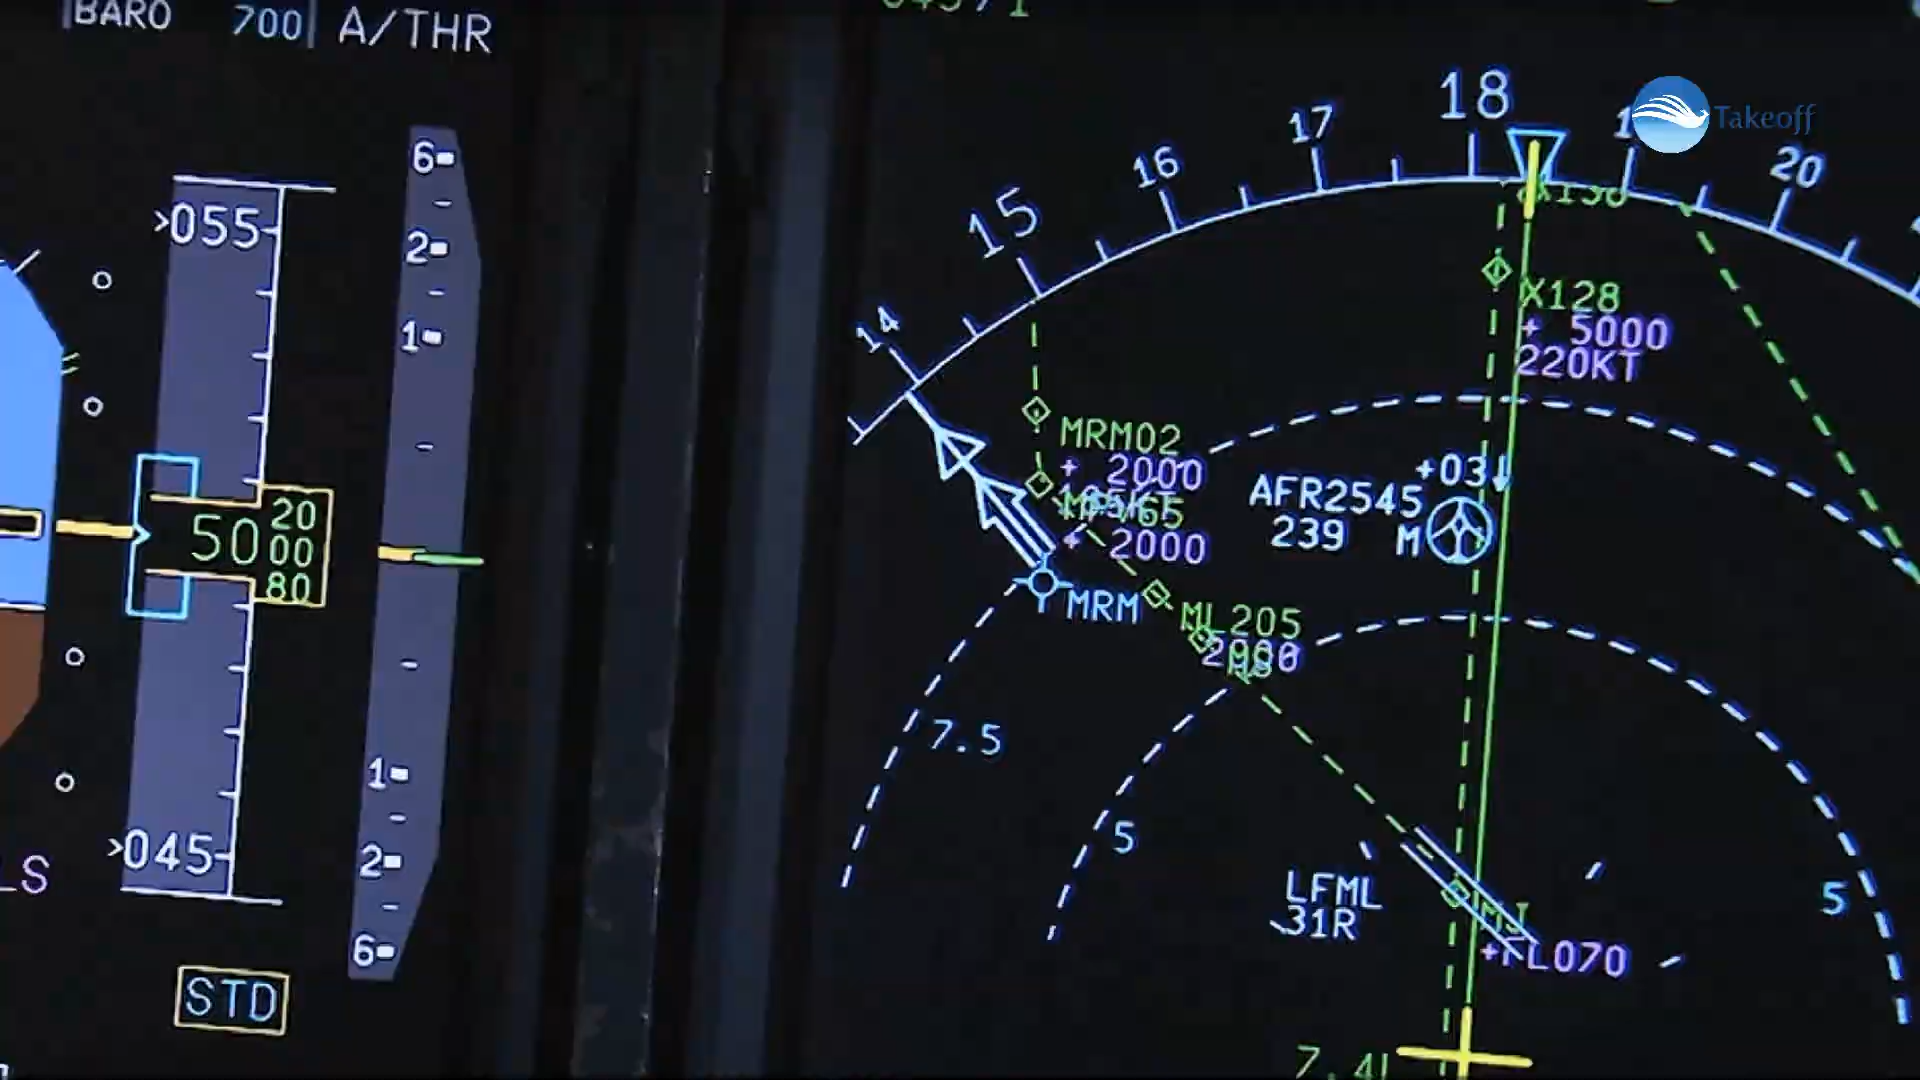 BARO 700 A/THR
>055
50
20
00
80
>045
STD
LS
6
2
1
1
2
6
14
15
16
17
18
20
Takeoff
X128
+ 5000
220KT
MRM02
+ 2000
+ 2000
MRM
ML205
2000
AFR2545
239 M
+03↓
7.5
5
5
LFML
31R
+FL070